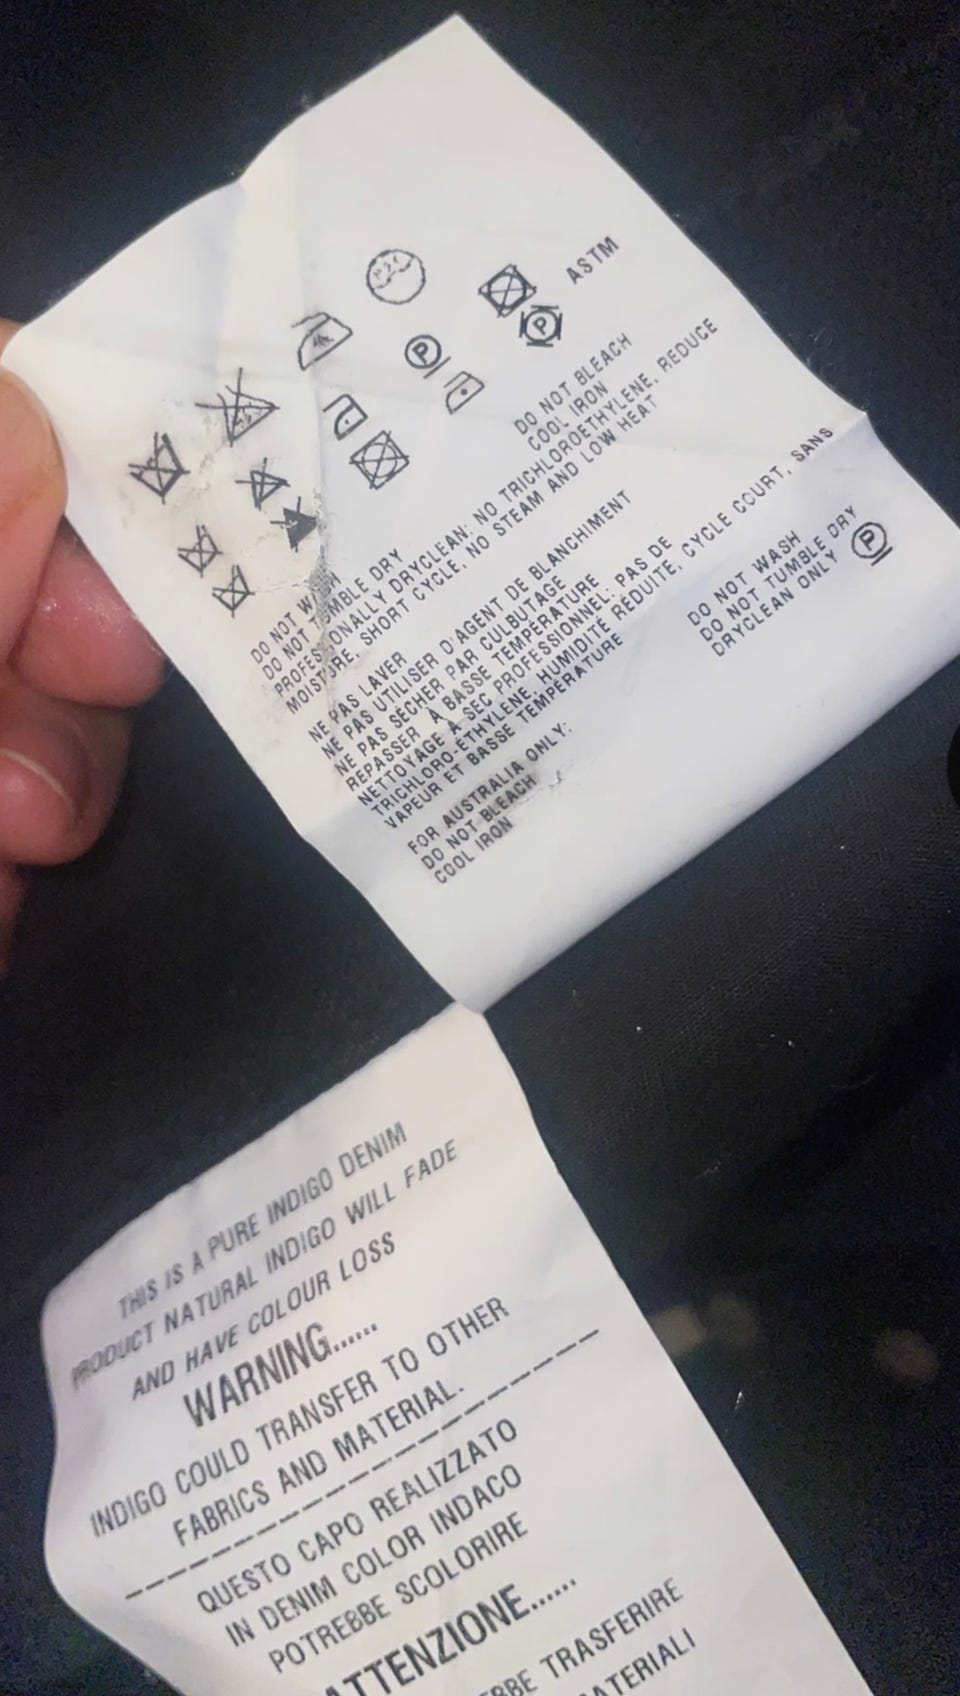 ASTM
DO NOT WASH DO NOT BLEACH
DO NOT TUMBLE DRY COOL IRON
PROFESSIONALLY DRYCLEAN: NO TRICHLOROETHYLENE, REDUCE
MOISTURE, SHORT CYCLE, NO STEAM AND LOW HEAT
NE PAS LAVER
NE PAS UTILISER D'AGENT DE BLANCHIMENT
NE PAS SÉCHER PAR CULBUTAGE
REPASSER À BASSE TEMPÉRATURE
NETTOYAGE À SEC PROFESSIONNEL: PAS DE
TRICHLORO-ÉTHYLÈNE, HUMIDITÉ RÉDUITE, CYCLE COURT, SANS
VAPEUR ET BASSE TEMPÉRATURE
FOR AUSTRALIA ONLY: DO NOT WASH
DO NOT BLEACH DO NOT TUMBLE DRY
COOL IRON DRYCLEAN ONLY P
THIS IS A PURE INDIGO DENIM
PRODUCT NATURAL INDIGO WILL FADE
AND HAVE COLOUR LOSS
WARNING......
INDIGO COULD TRANSFER TO OTHER
FABRICS AND MATERIAL.
QUESTO CAPO REALIZZATO
IN DENIM COLOR INDACO
POTREBBE SCOLORIRE
ATTENZIONE.....
TRASFERIRE